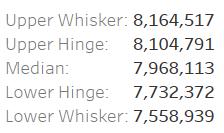 Upper Whisker: 8,164,517
Upper Hinge: 8,104,791
Median: 7,968,113
Lower Hinge: 7,732,372
Lower Whisker: 7,558,939